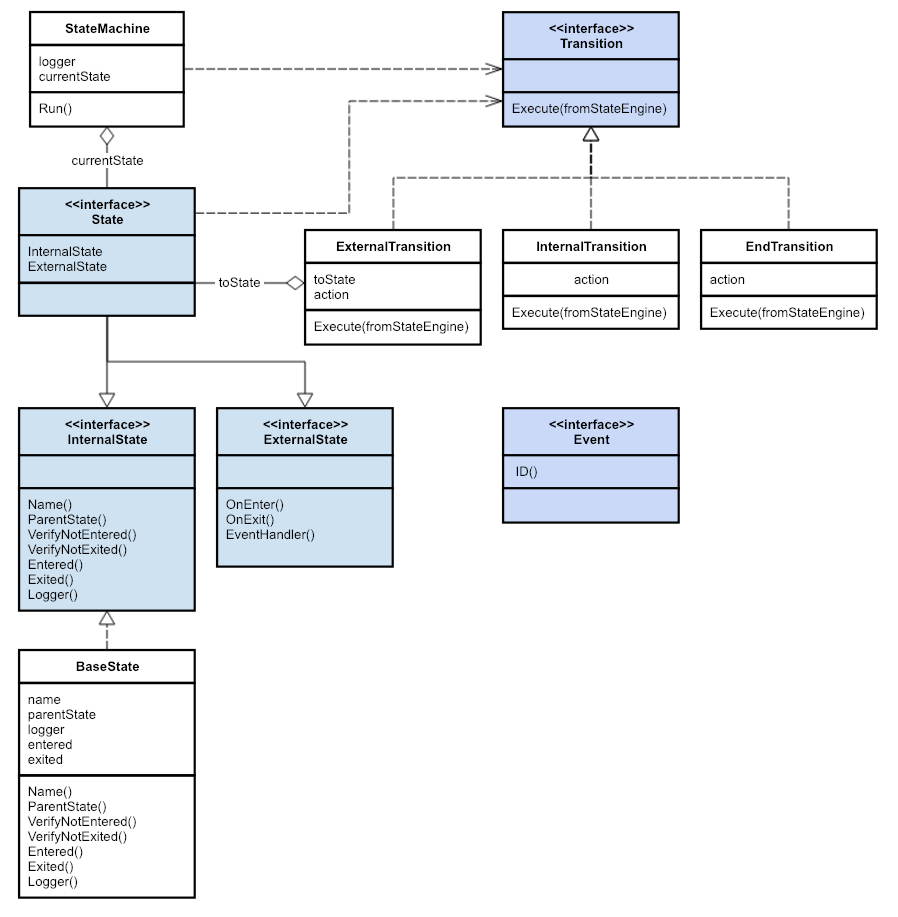 StateMachine
logger
currentState
Run()
<<interface>>
Transition
Execute(fromStateEngine)
currentState
<<interface>>
State
InternalState
ExternalState
toState
ExternalTransition
toState
action
Execute(fromStateEngine)
InternalTransition
action
Execute(fromStateEngine)
EndTransition
action
Execute(fromStateEngine)
<<interface>>
InternalState
Name()
ParentState()
VerifyNotEntered()
VerifyNotExited()
Entered()
Exited()
Logger()
<<interface>>
ExternalState
OnEnter()
OnExit()
EventHandler()
<<interface>>
Event
ID()
BaseState
name
parentState
logger
entered
exited
Name()
ParentState()
VerifyNotEntered()
VerifyNotExited()
Entered()
Exited()
Logger()